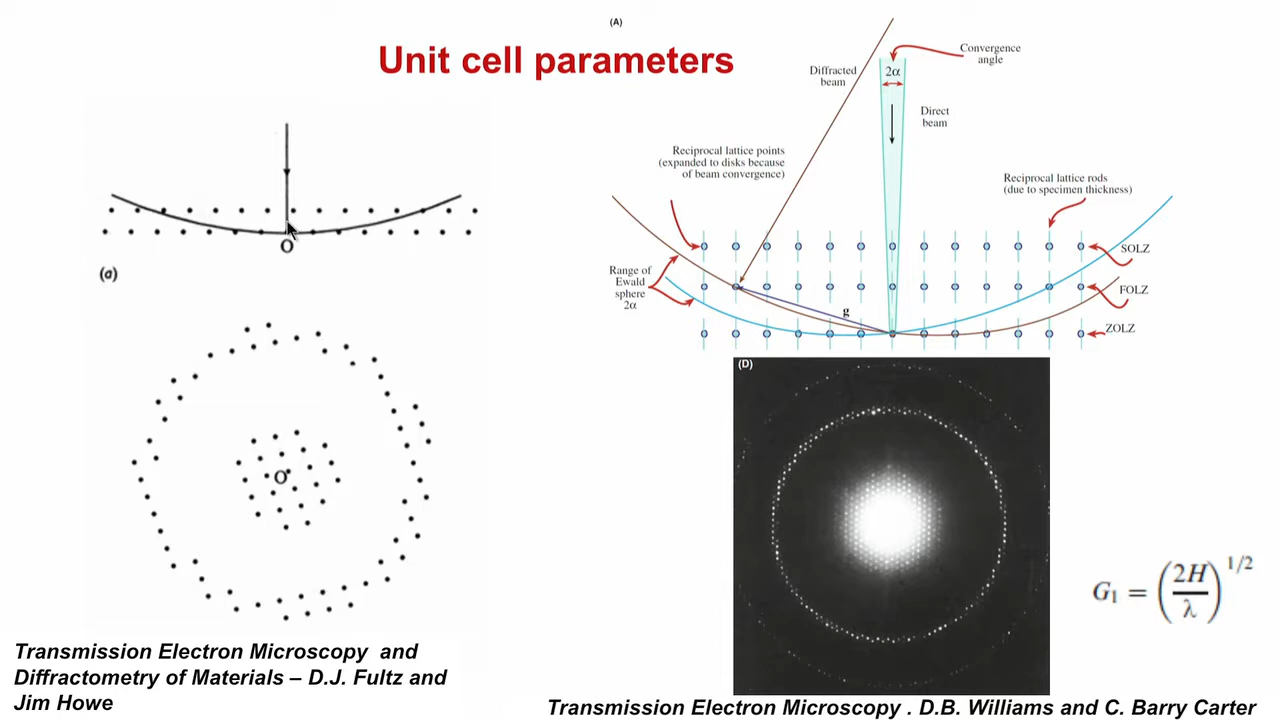 Unit cell parameters
O
(a)
O
Transmission Electron Microscopy and
Diffractometry of Materials – D.J. Fultz and
Jim Howe
(A)
Convergence
angle
Diffracted
beam
2α
Direct
beam
Reciprocal lattice points
(expanded to disks because
of beam convergence)
Reciprocal lattice rods
(due to specimen thickness)
SOLZ
Range of
Ewald
sphere
2α
FOLZ
g
ZOLZ
(D)
G₁ = (2H/λ)^1/2
Transmission Electron Microscopy . D.B. Williams and C. Barry Carter